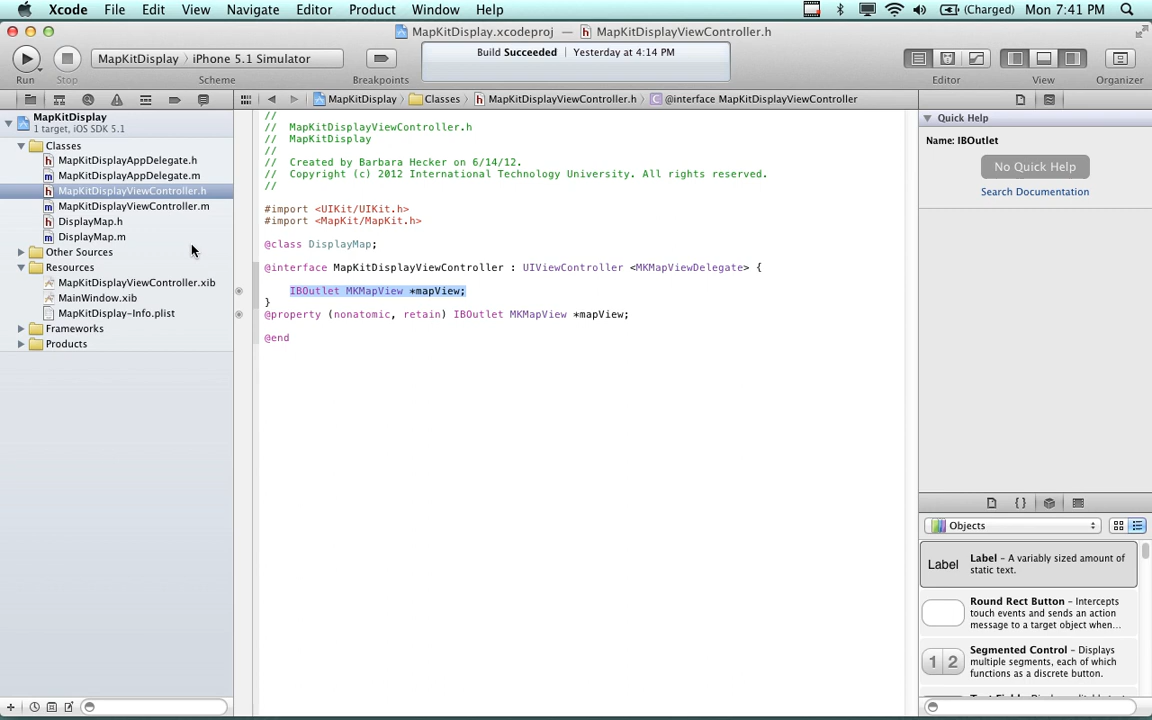 Xcode File Edit View Navigate Editor Product Window Help (Charged) Mon 7:41 PM
MapKitDisplay.xcodeproj — MapKitDisplayViewController.h
MapKitDisplay iPhone 5.1 Simulator
Build Succeeded Yesterday at 4:14 PM
Run Stop Scheme Breakpoints Editor View Organizer
MapKitDisplay Classes MapKitDisplayViewController.h @interface MapKitDisplayViewController
MapKitDisplay
1 target, iOS SDK 5.1
Classes
MapKitDisplayAppDelegate.h
MapKitDisplayAppDelegate.m
MapKitDisplayViewController.h
MapKitDisplayViewController.m
DisplayMap.h
DisplayMap.m
Other Sources
Resources
MapKitDisplayViewController.xib
MainWindow.xib
MapKitDisplay-Info.plist
Frameworks
Products
//
// MapKitDisplayViewController.h
// MapKitDisplay
//
// Created by Barbara Hecker on 6/14/12.
// Copyright (c) 2012 International Technology University. All rights reserved.
//
#import <UIKit/UIKit.h>
#import <MapKit/MapKit.h>
@class DisplayMap;
@interface MapKitDisplayViewController : UIViewController <MKMapViewDelegate> {
IBOutlet MKMapView *mapView;
}
@property (nonatomic, retain) IBOutlet MKMapView *mapView;
@end
Quick Help
Name: IBOutlet
No Quick Help
Search Documentation
Objects
Label
Label – A variably sized amount of
static text.
Round Rect Button – Intercepts
touch events and sends an action
message to a target object when...
1 2
Segmented Control – Displays
multiple segments, each of which
functions as a discrete button.